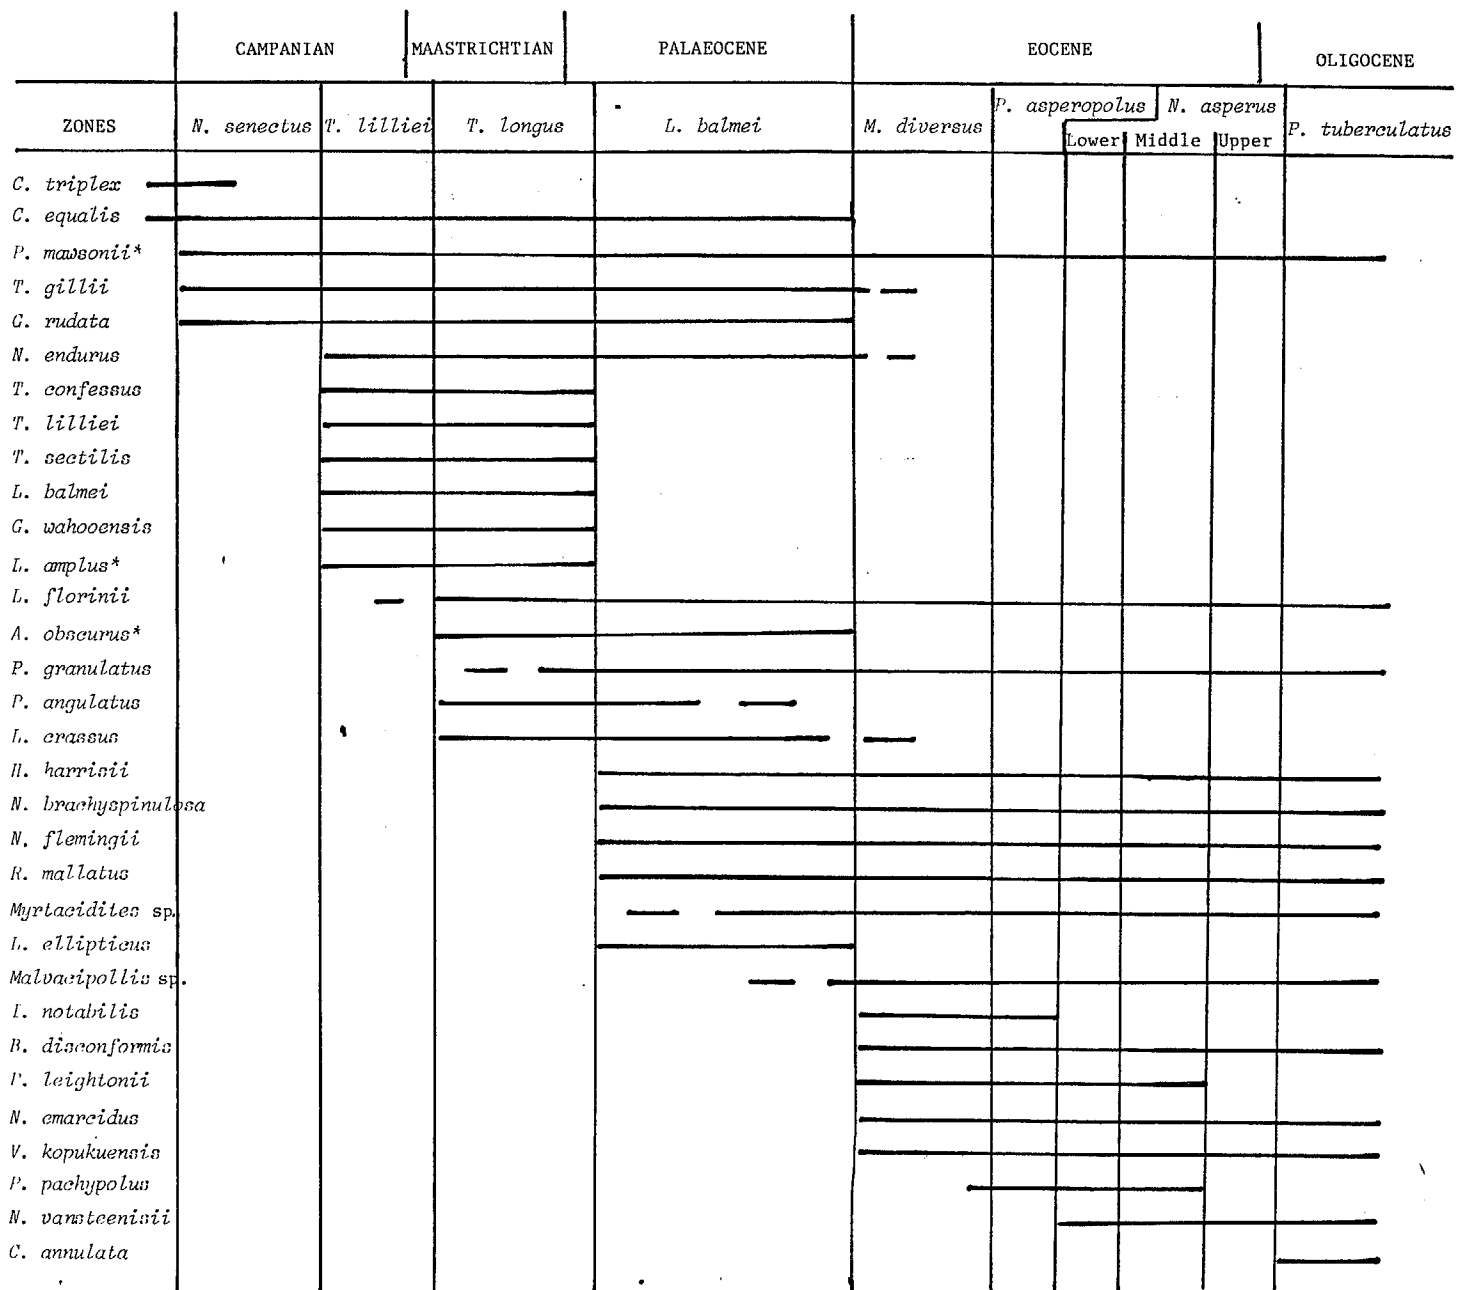 CAMPANIAN MAASTRICHTIAN PALAEOCENE EOCENE OLIGOCENE
ZONES N. senectus T. lilliei T. longus L. balmei M. diversus P. asperopolus N. asperus P. tuberculatus
Lower Middle Upper
C. triplex
C. equalis
P. mawsonii*
T. gillii
G. rudata
N. endurus
T. confessus
T. lilliei
T. sectilis
L. balmei
G. wahooensis
L. amplus*
L. florinii
A. obscurus*
P. granulatus
P. angulatus
L. crassus
H. harrisii
N. brachyspinulosa
N. flemingii
R. mallatus
Myrtacidites sp.
L. ellipticus
Malvacipollis sp.
I. notabilis
B. disconformis
P. leightonii
N. emarcidus
V. kopukuensis
P. pachypolus
N. vansteenisii
C. annulata